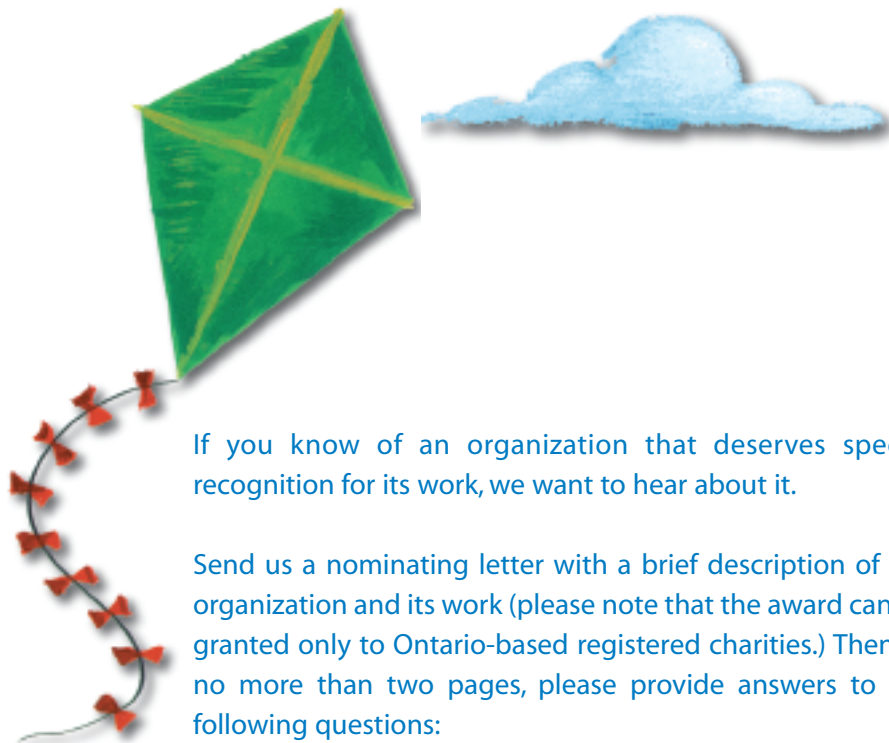 If you know of an organization that deserves
recognition for its work, we want to hear about it.
Send us a nominating letter with a brief description of
organization and its work (please note that the award can
granted only to Ontario-based registered charities.) Then
no more than two pages, please provide answers to
following questions: